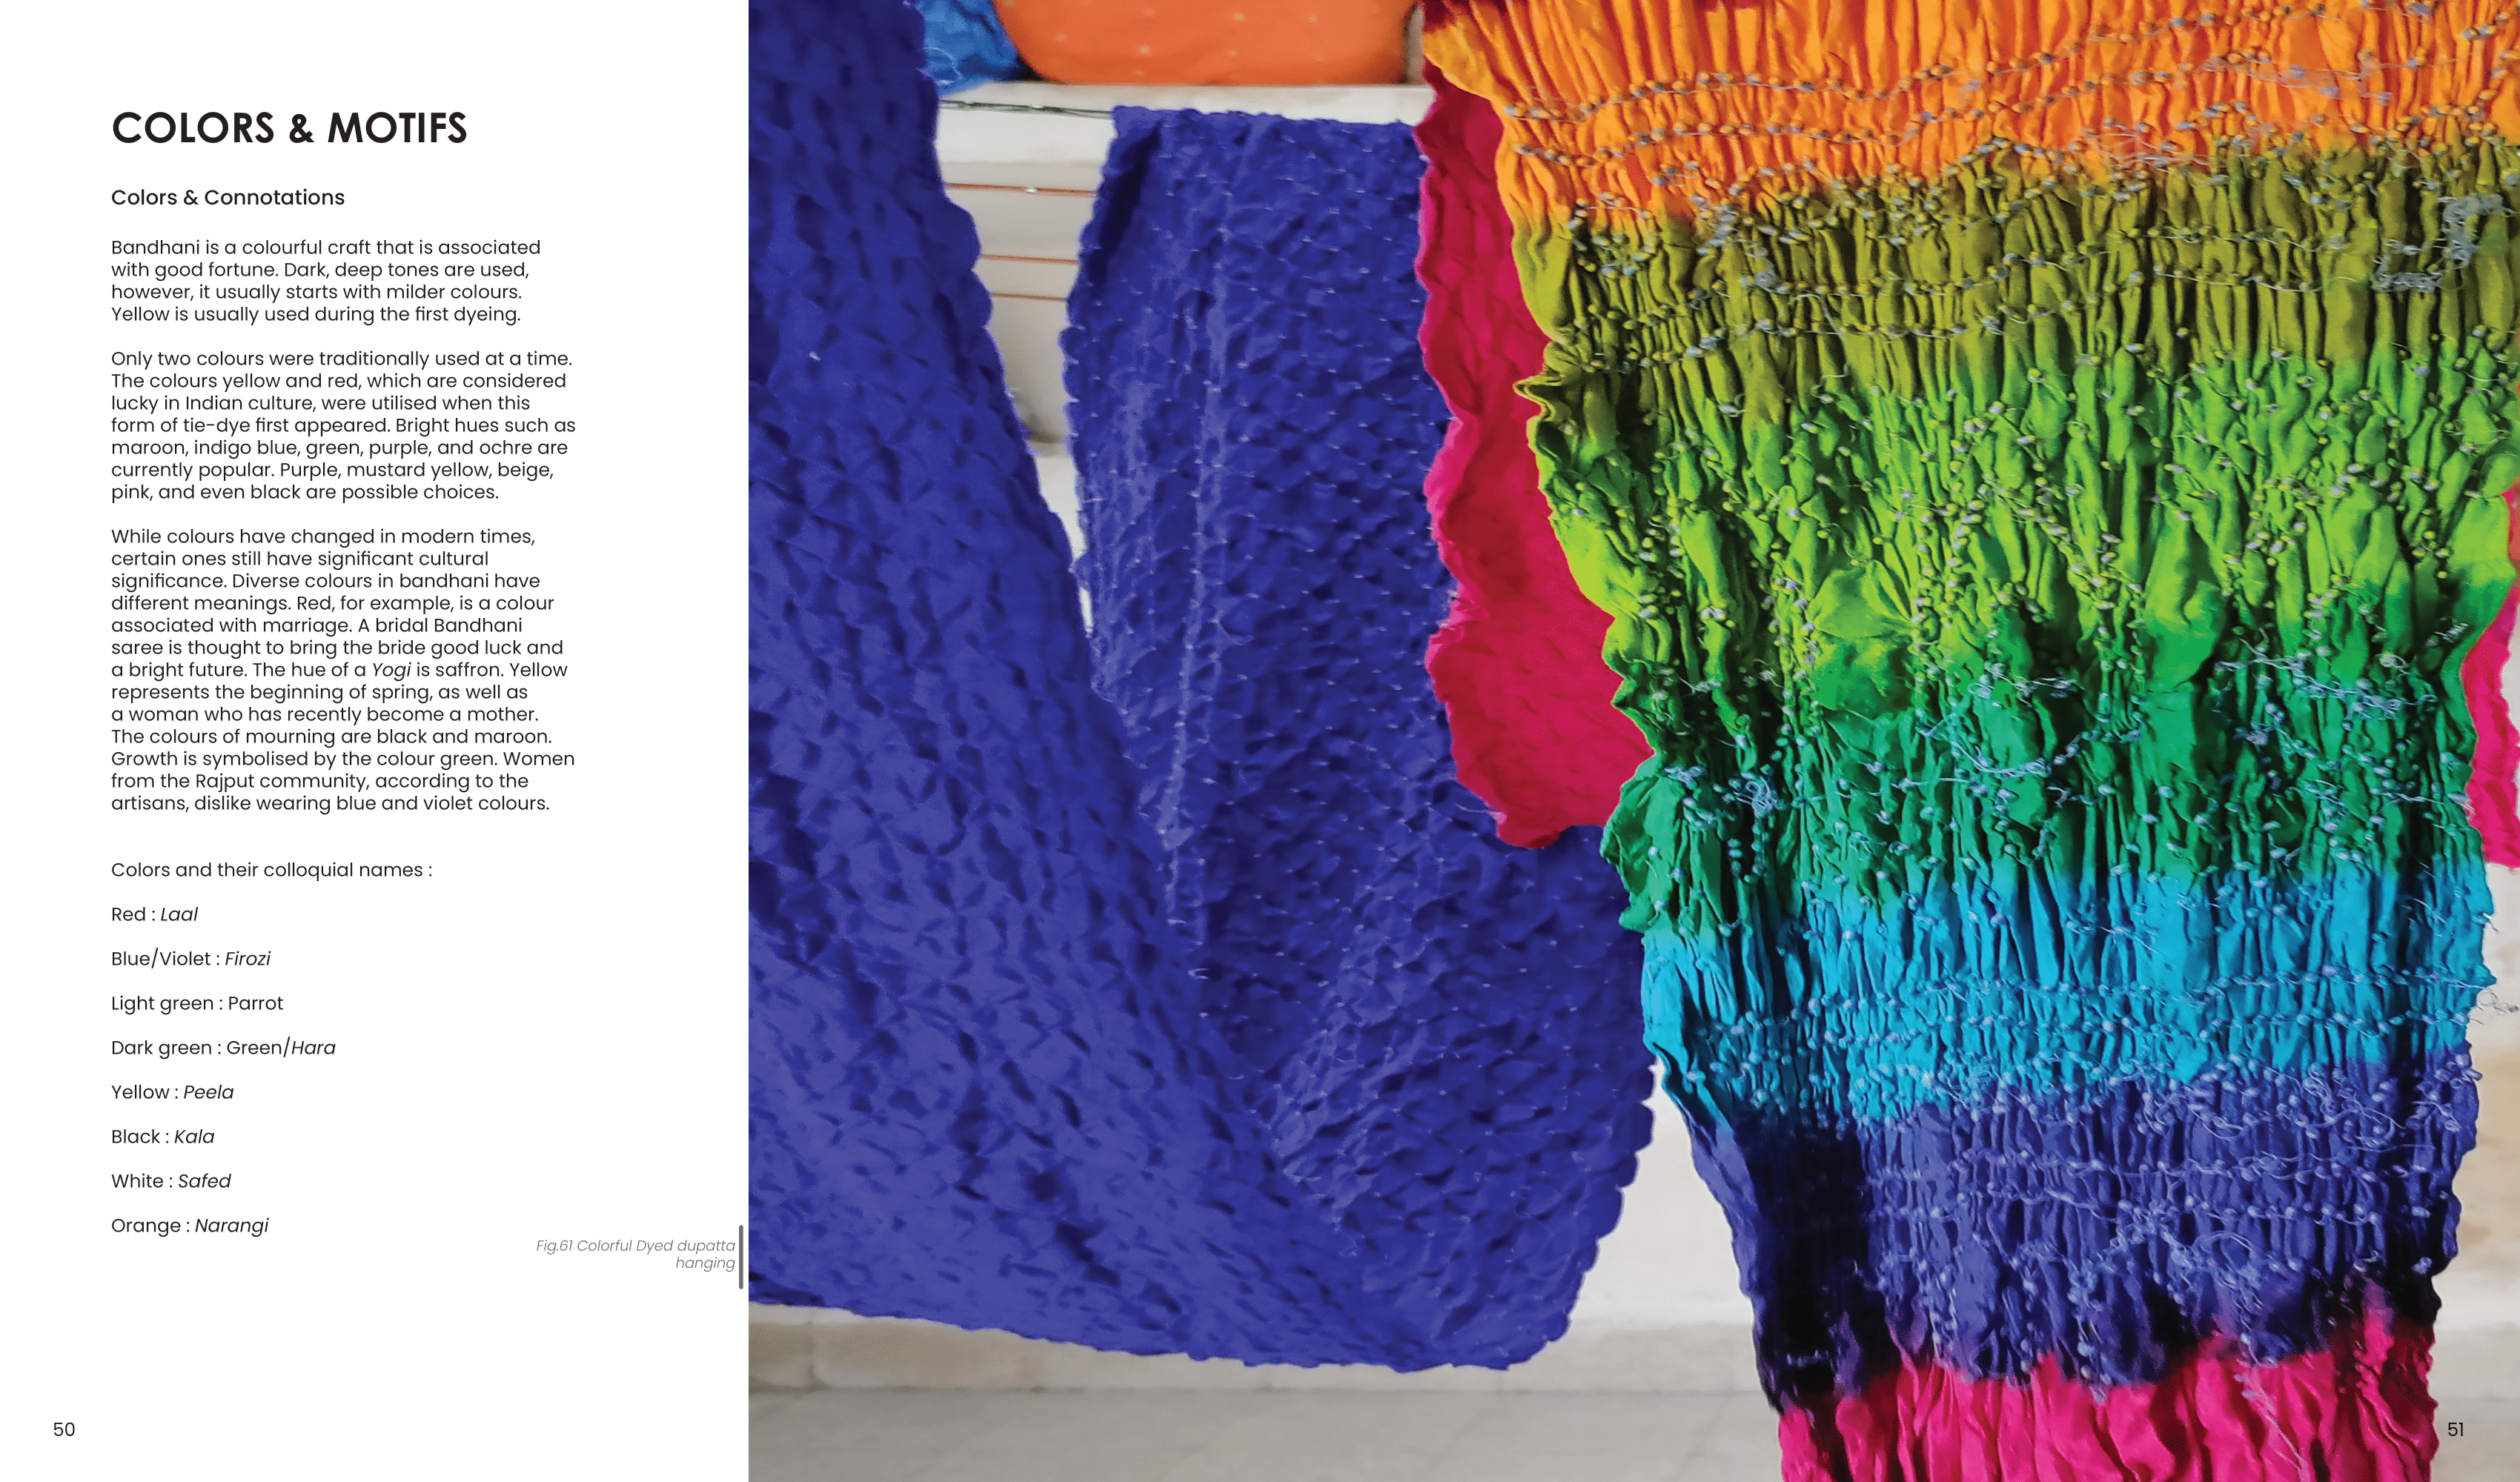 COLORS & MOTIFS
Colors & Connotations
Bandhani is a colourful craft that is associated
with good fortune. Dark, deep tones are used,
however, it usually starts with milder colours.
Yellow is usually used during the first dyeing.
Only two colours were traditionally used at a time.
The colours yellow and red, which are considered
lucky in Indian culture, were utilised when this
form of tie-dye first appeared. Bright hues such as
maroon, indigo blue, green, purple, and ochre are
currently popular. Purple, mustard yellow, beige,
pink, and even black are possible choices.
While colours have changed in modern times,
certain ones still have significant cultural
significance. Diverse colours in bandhani have
different meanings. Red, for example, is a colour
associated with marriage. A bridal Bandhani
saree is thought to bring the bride good luck and
a bright future. The hue of a Yogi is saffron. Yellow
represents the beginning of spring, as well as
a woman who has recently become a mother.
The colours of mourning are black and maroon.
Growth is symbolised by the colour green. Women
from the Rajput community, according to the
artisans, dislike wearing blue and violet colours.
Colors and their colloquial names :
Red : Laal
Blue/Violet : Firozi
Light green : Parrot
Dark green : Green/Hara
Yellow : Peela
Black : Kala
White : Safed
Orange : Narangi
Fig.61 Colorful Dyed dupatta
hanging
50
51